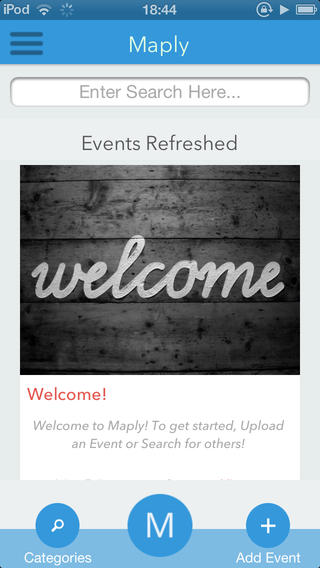 iPod 18:44
Maply
Enter Search Here...
Events Refreshed
welcome
Welcome!
Welcome to Maply! To get started, Upload
an Event or Search for others!
M
Categories
Add Event